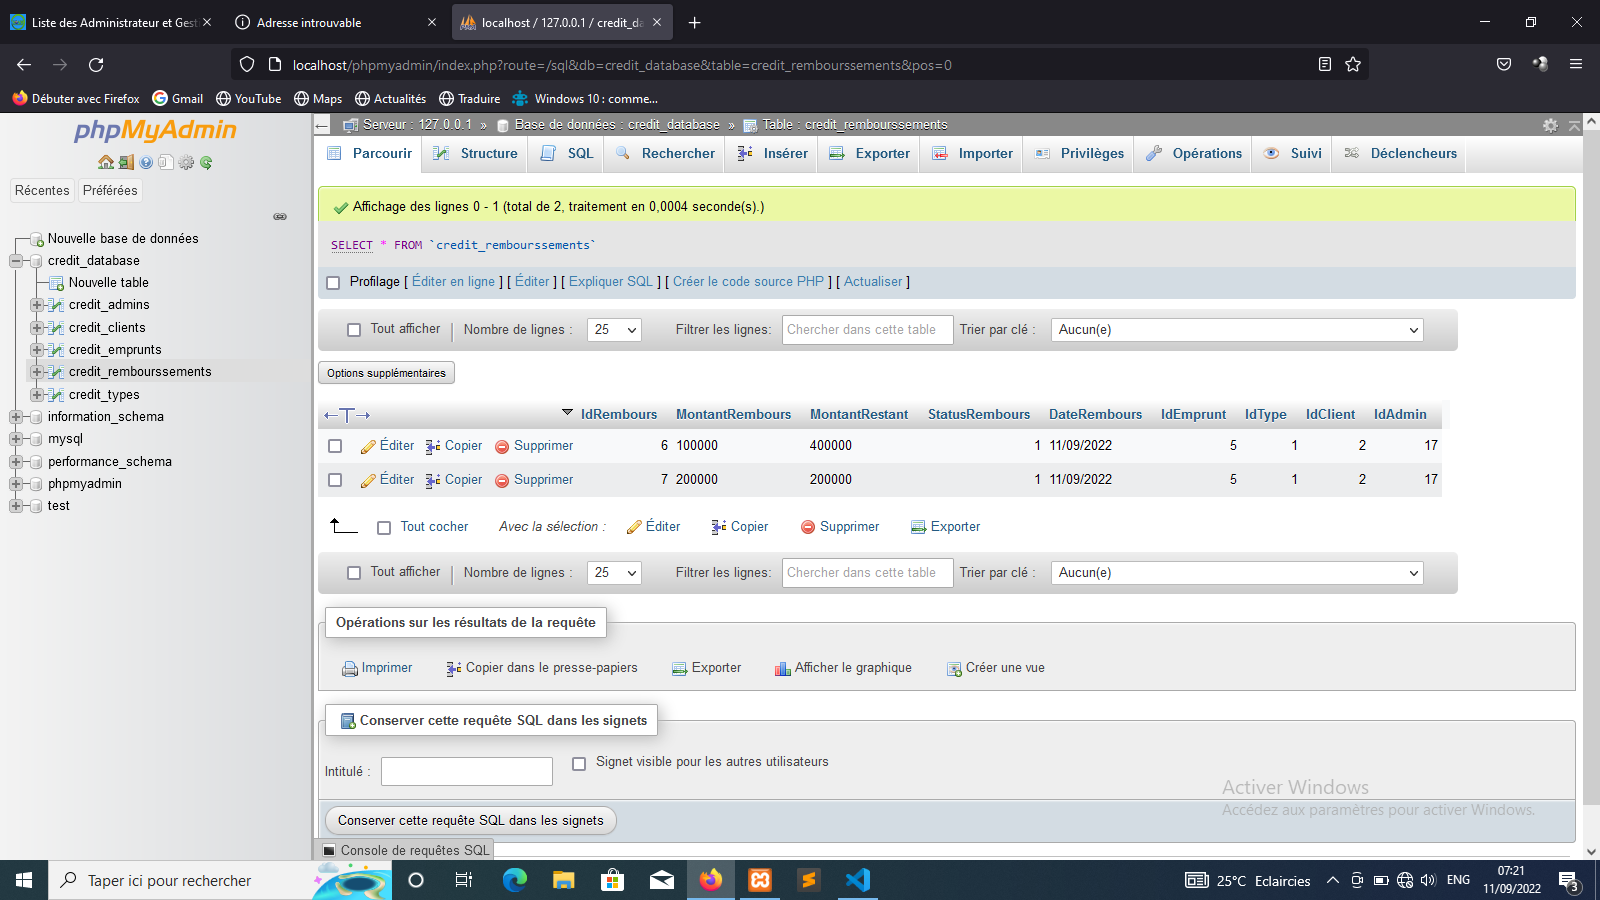 Liste des Administrateur et Gest
Adresse introuvable
localhost / 127.0.0.1 / credit_da
localhost/phpmyadmin/index.php?route=/sql&db=credit_database&table=credit_rembourssements&pos=0
Débuter avec Firefox
Gmail
YouTube
Maps
Actualités
Traduire
Windows 10 : comme...
phpMyAdmin
Récentes
Préférées
Nouvelle base de données
credit_database
Nouvelle table
credit_admins
credit_clients
credit_emprunts
credit_rembourssements
credit_types
information_schema
mysql
performance_schema
phpmyadmin
test
Serveur : 127.0.0.1 » Base de données : credit_database » Table : credit_rembourssements
Parcourir Structure SQL Rechercher Insérer Exporter Importer Privilèges Opérations Suivi Déclencheurs
Affichage des lignes 0 - 1 (total de 2, traitement en 0,0004 seconde(s).)
SELECT * FROM `credit_rembourssements`
Profilage [ Éditer en ligne ] [ Éditer ] [ Expliquer SQL ] [ Créer le code source PHP ] [ Actualiser ]
Tout afficher Nombre de lignes : 25 Filtrer les lignes: Chercher dans cette table Trier par clé : Aucun(e)
Options supplémentaires
←T→ IdRembours MontantRembours MontantRestant StatusRembours DateRembours IdEmprunt IdType IdClient IdAdmin
Éditer Copier Supprimer 6 100000 400000 1 11/09/2022 5 1 2 17
Éditer Copier Supprimer 7 200000 200000 1 11/09/2022 5 1 2 17
Tout cocher Avec la sélection : Éditer Copier Supprimer Exporter
Tout afficher Nombre de lignes : 25 Filtrer les lignes: Chercher dans cette table Trier par clé : Aucun(e)
Opérations sur les résultats de la requête
Imprimer Copier dans le presse-papiers Exporter Afficher le graphique Créer une vue
Conserver cette requête SQL dans les signets
Intitulé : Signet visible pour les autres utilisateurs
Activer Windows
Accédez aux paramètres pour activer Windows.
Conserver cette requête SQL dans les signets
Console de requêtes SQL
Taper ici pour rechercher
25°C Eclaircies
ENG
07:21
11/09/2022
3